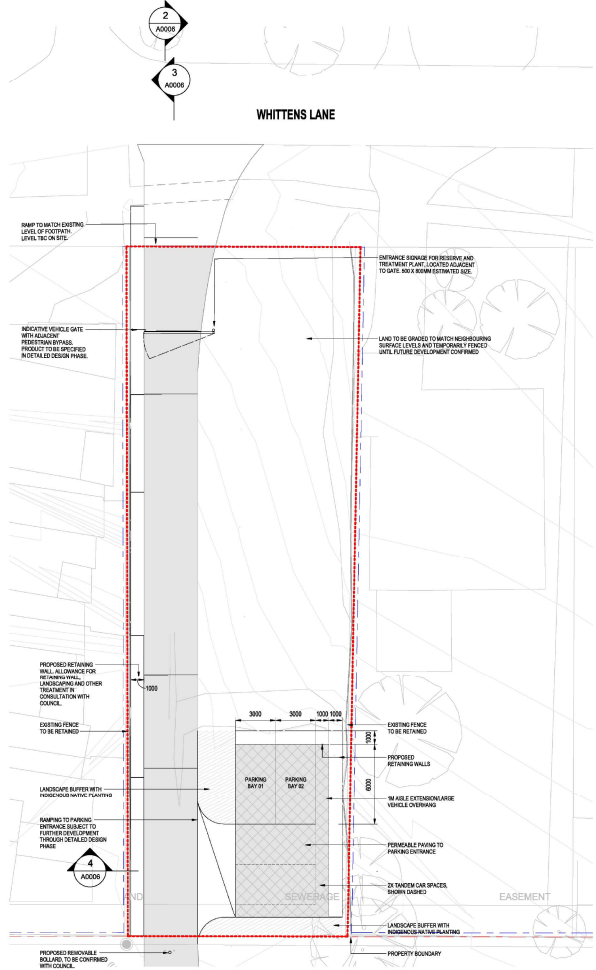 2
A0006
3
A0006
WHITTENS LANE
RAMP TO MATCH EXISTING
LEVEL OF FOOTPATH.
LEVEL TBC ON SITE.
ENTRANCE SIGNAGE FOR RESERVE AND
TREATMENT PLANT, LOCATED ADJACENT
TO GATE. 500 X 800MM ESTIMATED SIZE.
INDICATIVE VEHICLE GATE
WITH ADJACENT
PEDESTRIAN BYPASS.
PRODUCT TO BE SPECIFIED
IN DETAILED DESIGN PHASE.
LAND TO BE GRADED TO MATCH NEIGHBOURING
SURFACE LEVELS AND TEMPORARILY FENCED
UNTIL FUTURE DEVELOPMENT CONFIRMED
PROPOSED RETAINING
WALL. ALLOWANCE FOR
RETAINING WALL,
LANDSCAPING AND OTHER
TREATMENT IN
CONSULTATION WITH
COUNCIL.
1000
3000
3000
1000
1000
EXISTING FENCE
TO BE RETAINED
EXISTING FENCE
TO BE RETAINED
1000
PROPOSED
RETAINING WALLS
PARKING
BAY 01
PARKING
BAY 02
6000
LANDSCAPE BUFFER WITH
INDIGENOUS NATIVE PLANTING
1M AISLE EXTENSION/LARGE
VEHICLE OVERHANG
RAMPING TO PARKING
ENTRANCE SUBJECT TO
FURTHER DEVELOPMENT
THROUGH DETAILED DESIGN
PHASE
PERMEABLE PAVING TO
PARKING ENTRANCE
4
A0006
2X TANDEM CAR SPACES,
SHOWN DASHED
AND
SEWERAGE
EASEMENT
LANDSCAPE BUFFER WITH
INDIGENOUS NATIVE PLANTING
PROPOSED REMOVABLE
BOLLARD, TO BE CONFIRMED
WITH COUNCIL.
PROPERTY BOUNDARY